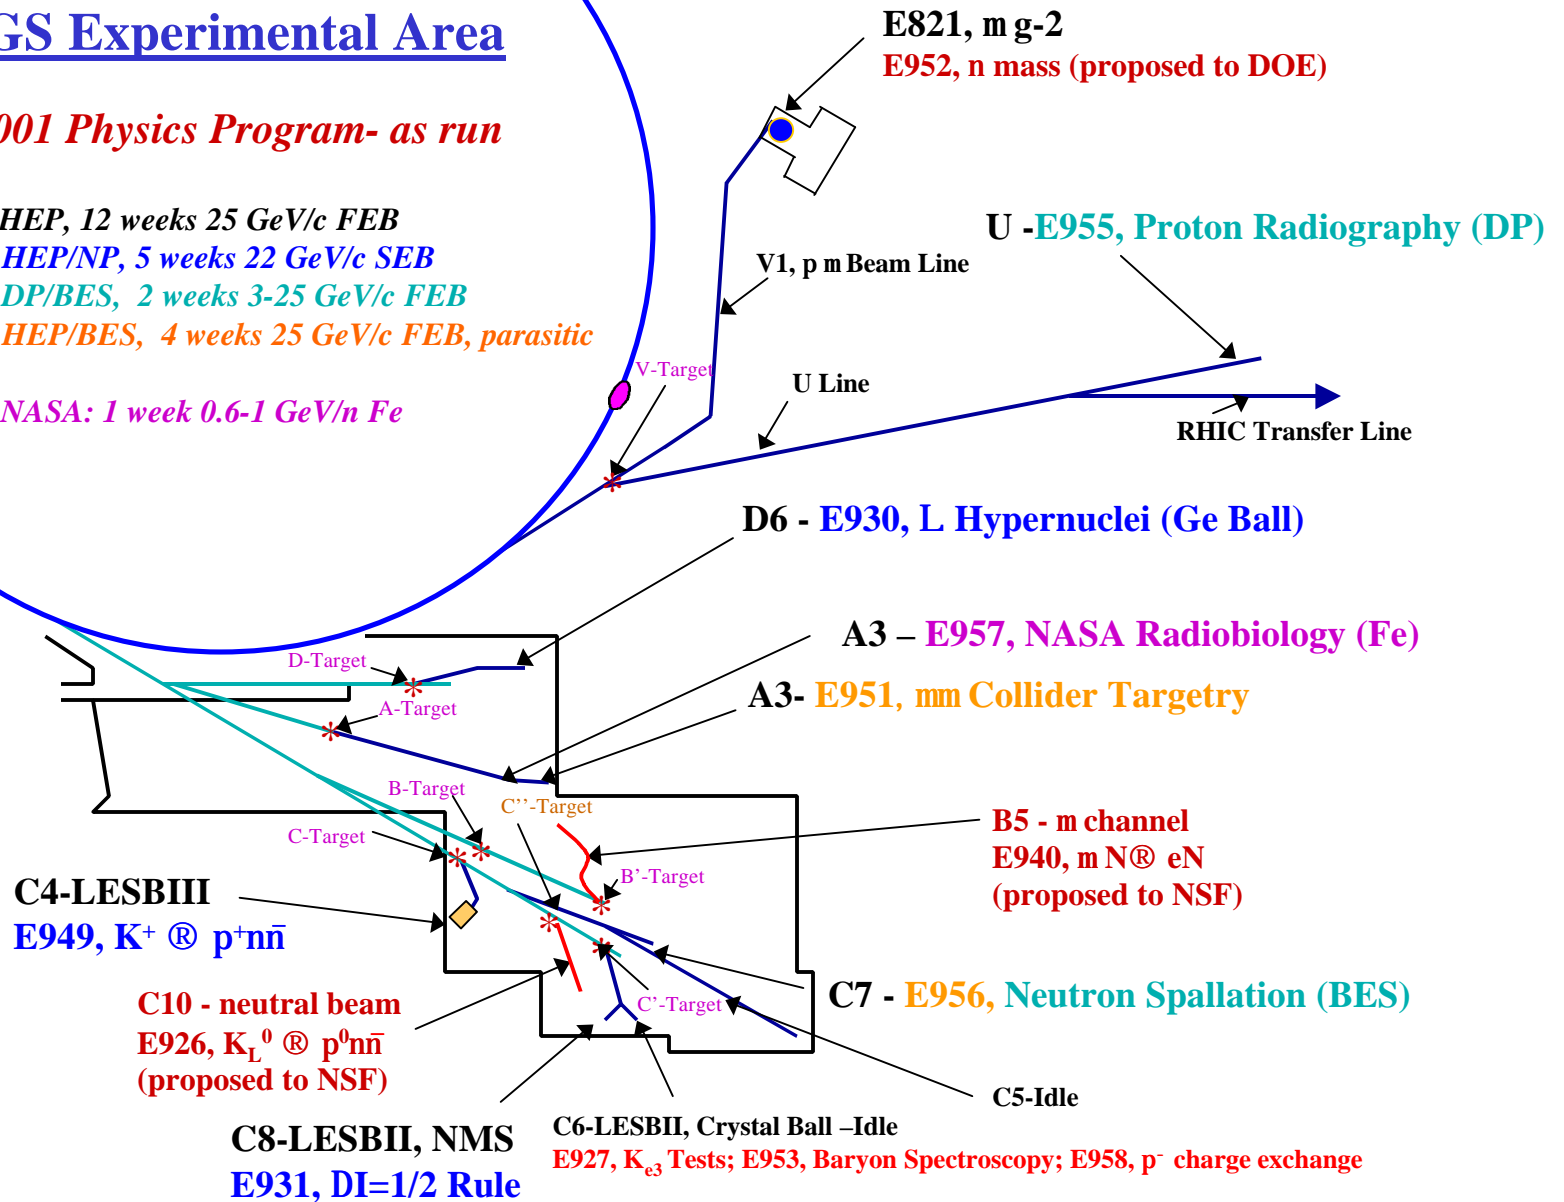 GS Experimental Area
001 Physics Program- as run
HEP, 12 weeks 25 GeV/c FEB
HEP/NP, 5 weeks 22 GeV/c SEB
DP/BES, 2 weeks 3-25 GeV/c FEB
HEP/BES, 4 weeks 25 GeV/c FEB, parasitic
NASA: 1 week 0.6-1 GeV/n Fe
E821, m g-2
E952, n mass (proposed to DOE)
U -E955, Proton Radiography (DP)
V1, p m Beam Line
V-Target
U Line
RHIC Transfer Line
D6 - E930, L Hypernuclei (Ge Ball)
A3 – E957, NASA Radiobiology (Fe)
D-Target
A3- E951, mm Collider Targetry
A-Target
B-Target
C''-Target
C-Target
B5 - m channel
E940, m N® eN
(proposed to NSF)
B'-Target
C4-LESBIII
E949, K⁺ ® p⁺nn̄
C7 - E956, Neutron Spallation (BES)
C'-Target
C10 - neutral beam
E926, K_L⁰ ® p⁰nn̄
(proposed to NSF)
C5-Idle
C8-LESBII, NMS
E931, DI=1/2 Rule
C6-LESBII, Crystal Ball –Idle
E927, K_e3 Tests; E953, Baryon Spectroscopy; E958, p⁻ charge exchange